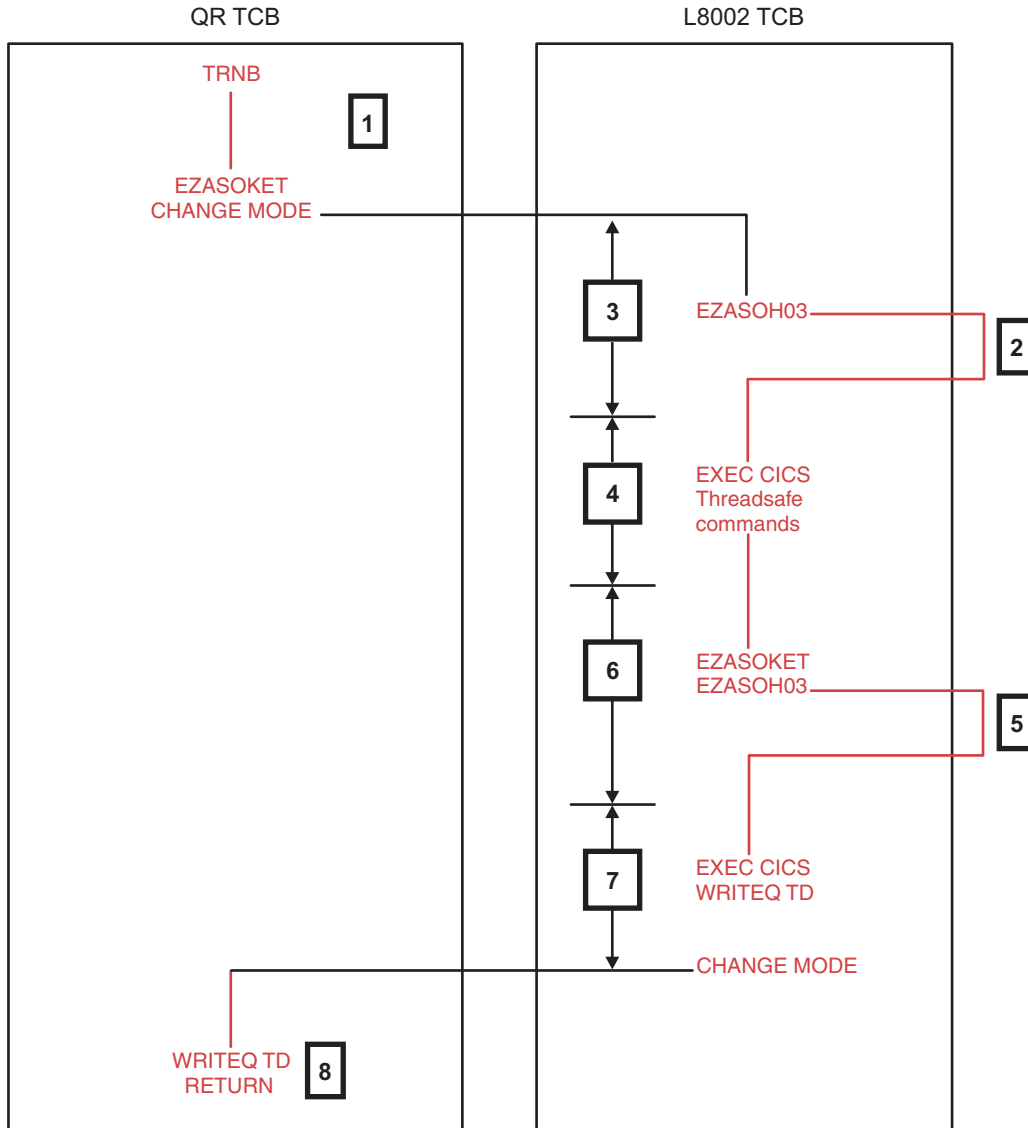 QR TCB
L8002 TCB
TRNB
1
EZASOKET
CHANGE MODE
3
EZASOH03
2
4
EXEC CICS
Threadsafe
commands
6
EZASOKET
EZASOH03
5
7
EXEC CICS
WRITEQ TD
CHANGE MODE
WRITEQ TD
RETURN
8